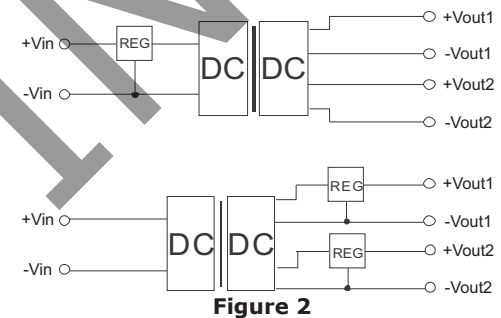 +Vout1
+Vin REG -Vout1
DC DC
+Vout2
-Vin
-Vout2
REG +Vout1
+Vin -Vout1
DC DC
REG +Vout2
-Vin -Vout2
Figure 2